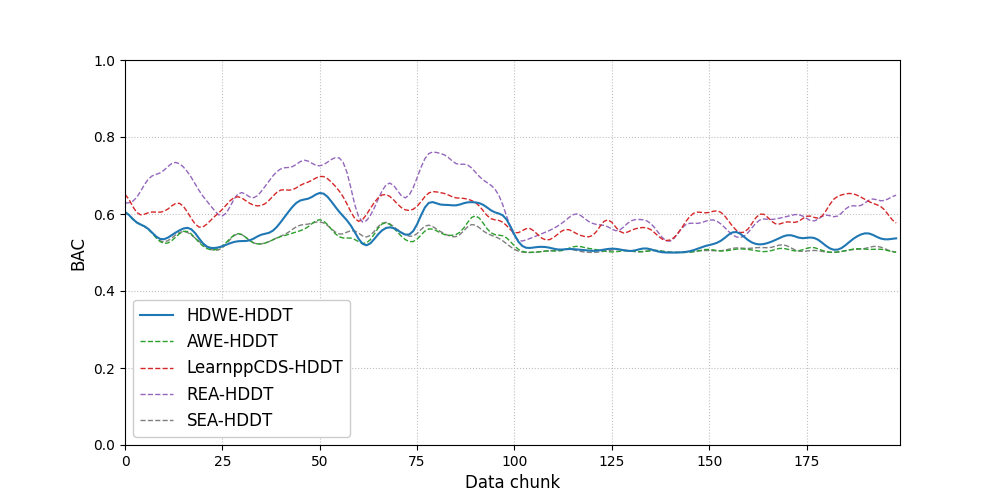 1.0
0.8
0.6
0.4
0.2
0.0
BAC
HDWE-HDDT
AWE-HDDT
LearnppCDS-HDDT
REA-HDDT
SEA-HDDT
0 25 50 75 100 125 150 175
Data chunk